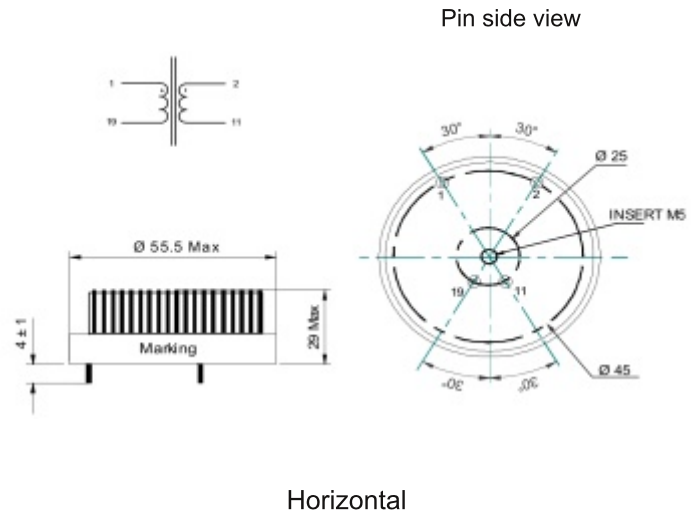 Pin side view
1
2
19
11
30°
30°
Ø 25
1
2
INSERT M5
Ø 55.5 Max
19
11
4 ± 1
29 Max
Marking
Ø 45
30°
30°
Horizontal